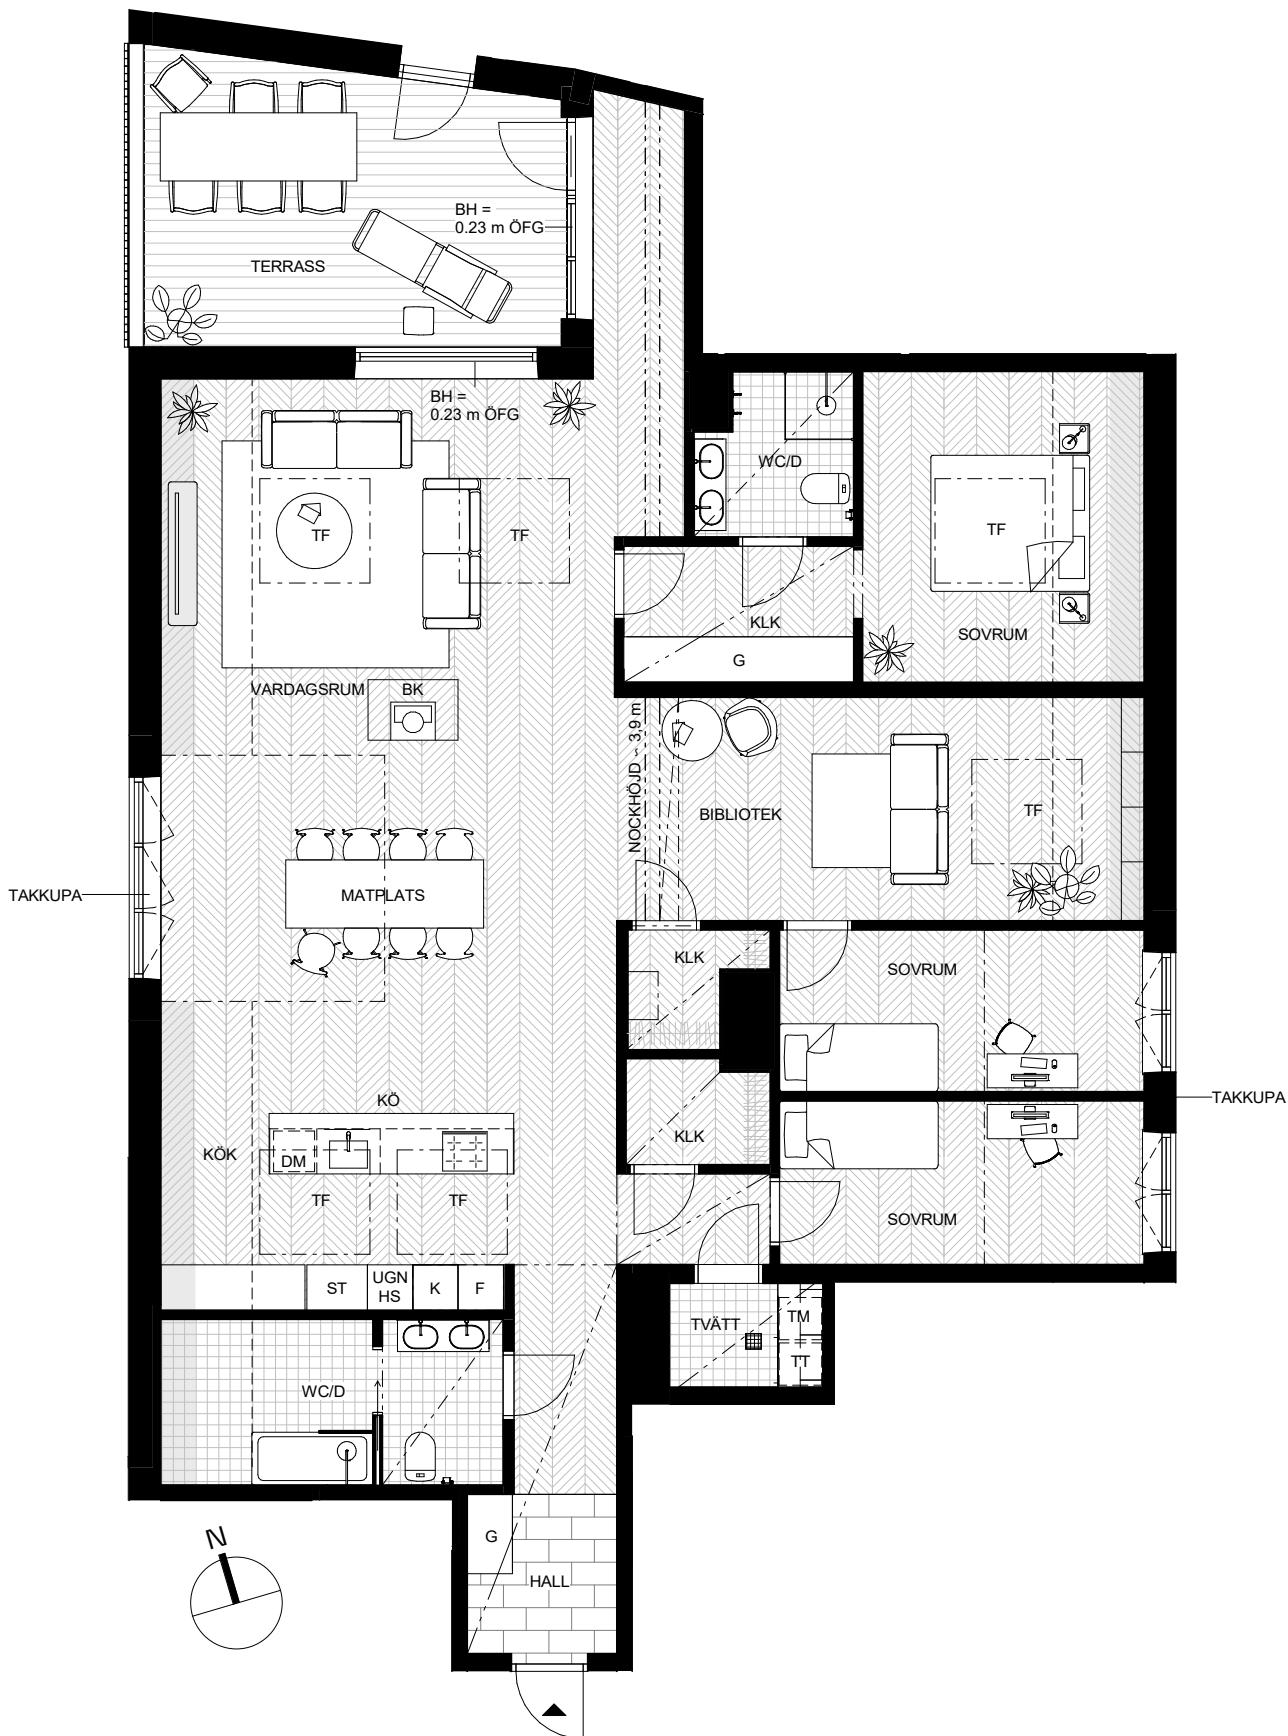 BH =
0.23 m ÖFG
TERRASS
BH =
0.23 m ÖFG
WC/D
TF
TF
TF
KLK
SOVRUM
G
VARDAGSRUM
BK
NOCKHÖJD ~ 3,9 m
BIBLIOTEK
TF
TAKKUPA
MATPLATS
KLK
SOVRUM
KÖ
TAKKUPA
KÖK
DM
KLK
TF
TF
SOVRUM
ST
UGN
HS
K
F
TVÄTT
TM
TT
WC/D
N
G
HALL